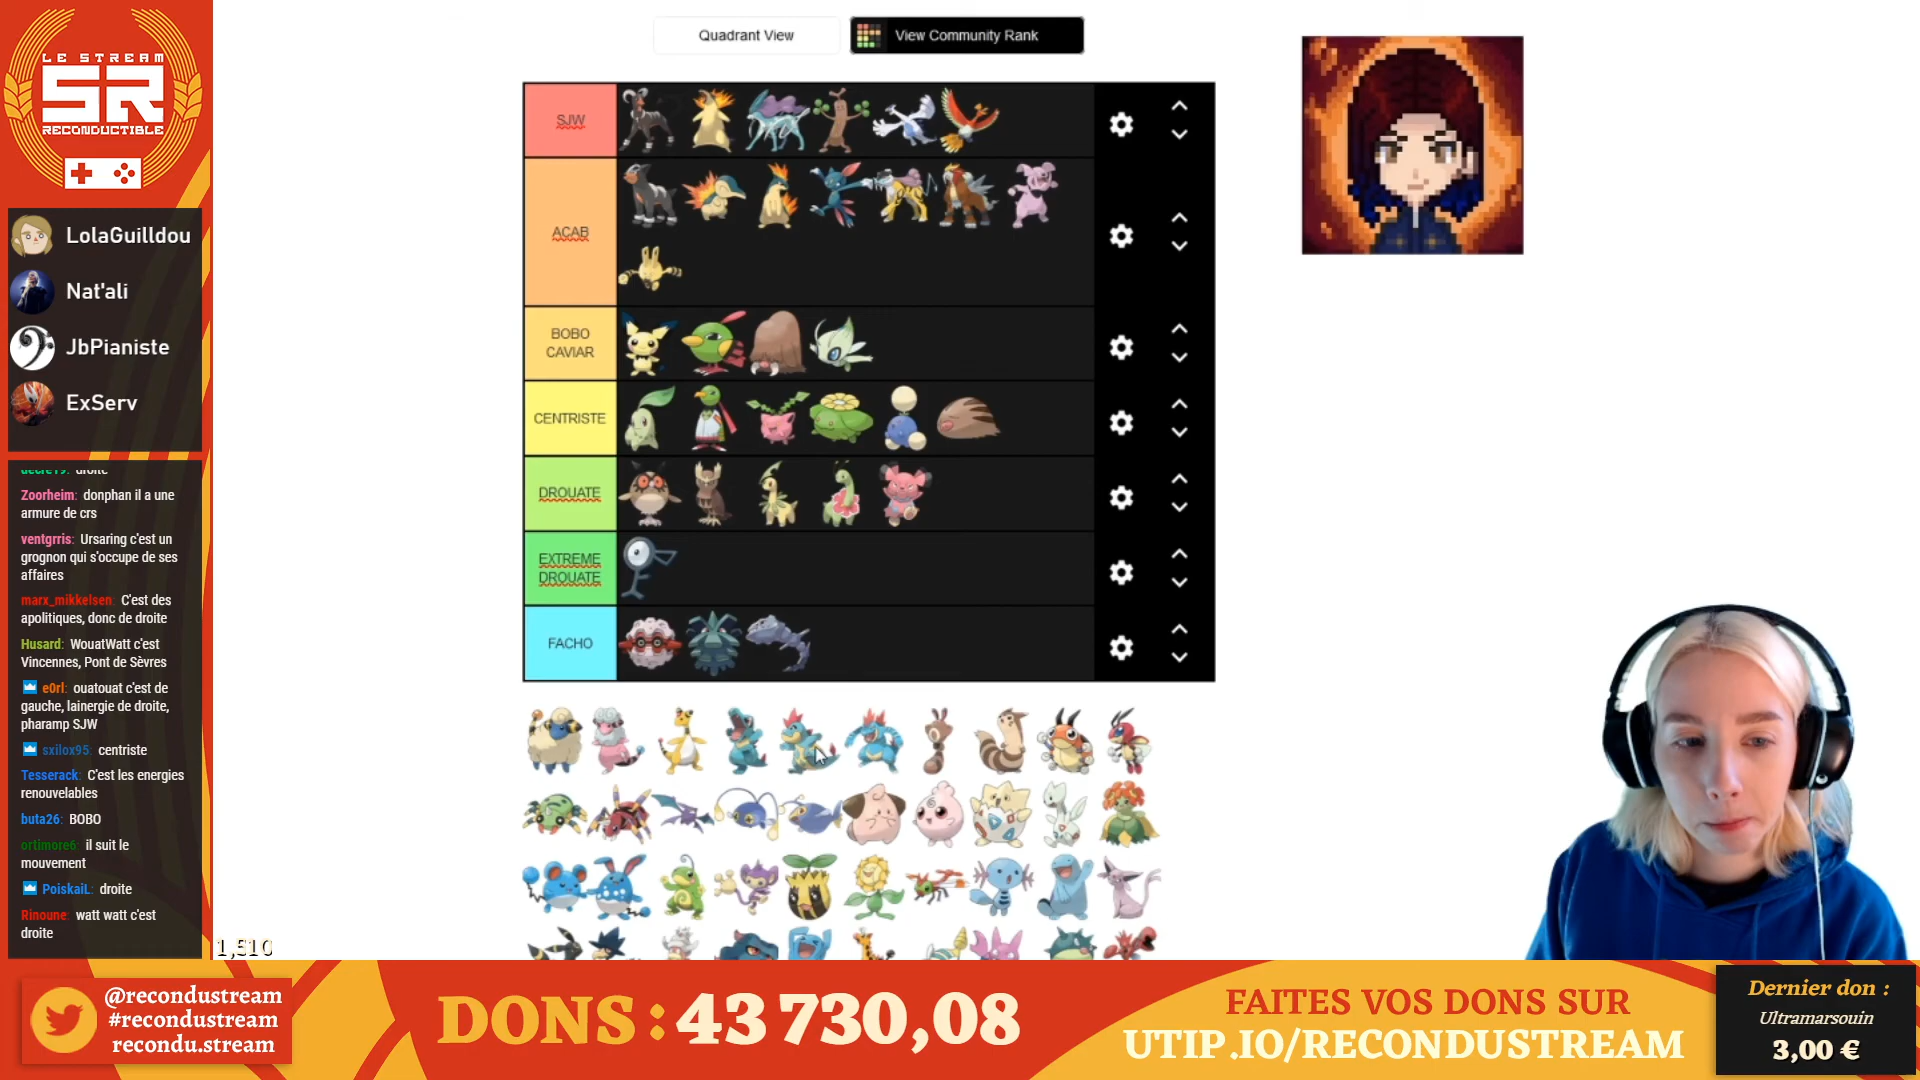 LE STREAM
SR
RECONDUCTIBLE
LolaGuilldou
Nat'ali
JbPianiste
ExServ
decre19: droite
Zoorheim: donphan il a une
armure de crs
ventgrris: Ursaring c'est un
grognon qui s'occupe de ses
affaires
marx_mikkelsen: C'est des
apolitiques, donc de droite
Husard: WouatWatt c'est
Vincennes, Pont de Sèvres
e0rl: ouatouat c'est de
gauche, lainergie de droite,
pharamp SJW
sxilox95: centriste
Tesserack: C'est les energies
renouvelables
buta26: BOBO
ortimore6: il suit le
mouvement
PoiskaiL: droite
Rinoune: watt watt c'est
droite
1,510
Quadrant View
View Community Rank
SJW
ACAB
BOBO
CAVIAR
CENTRISTE
DROUATE
EXTREME
DROUATE
FACHO
@recondustream
#recondustream
recondu.stream
DONS : 43 730,08
FAITES VOS DONS SUR
UTIP.IO/RECONDUSTREAM
Dernier don :
Ultramarsouin
3,00 €